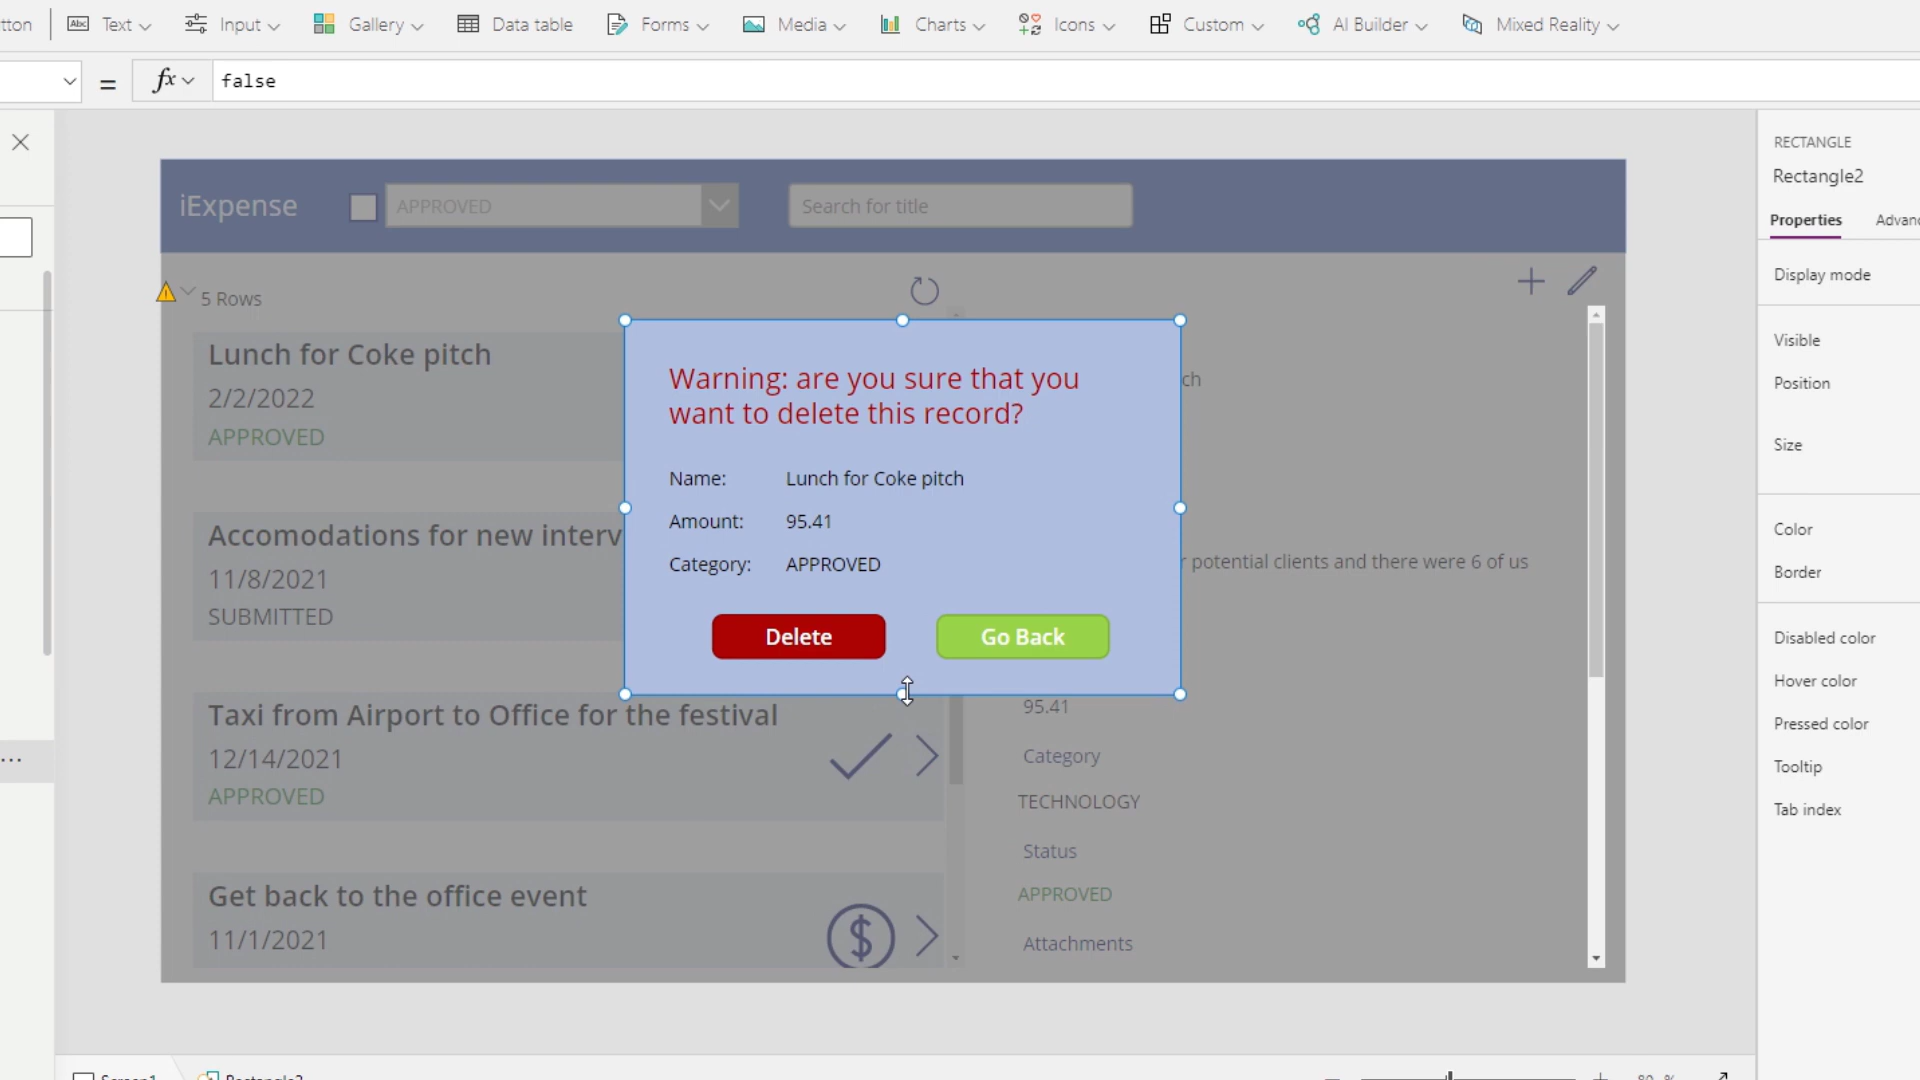 tton Text Input Gallery Data table Forms Media Charts Icons Custom AI Builder Mixed Reality
= fx false
RECTANGLE
Rectangle2
Properties Advanc
Display mode
Visible
Position
Size
Color
Border
Disabled color
Hover color
Pressed color
Tooltip
Tab index
iExpense APPROVED Search for title
5 Rows
Lunch for Coke pitch
2/2/2022
APPROVED
Accomodations for new interv
11/8/2021
SUBMITTED
Taxi from Airport to Office for the festival
12/14/2021
APPROVED
Get back to the office event
11/1/2021
Warning: are you sure that you
want to delete this record?
Name: Lunch for Coke pitch
Amount: 95.41
Category: APPROVED
Delete Go Back
ch
r potential clients and there were 6 of us
95.41
Category
TECHNOLOGY
Status
APPROVED
Attachments
Screen1 Rectangle2 80 %